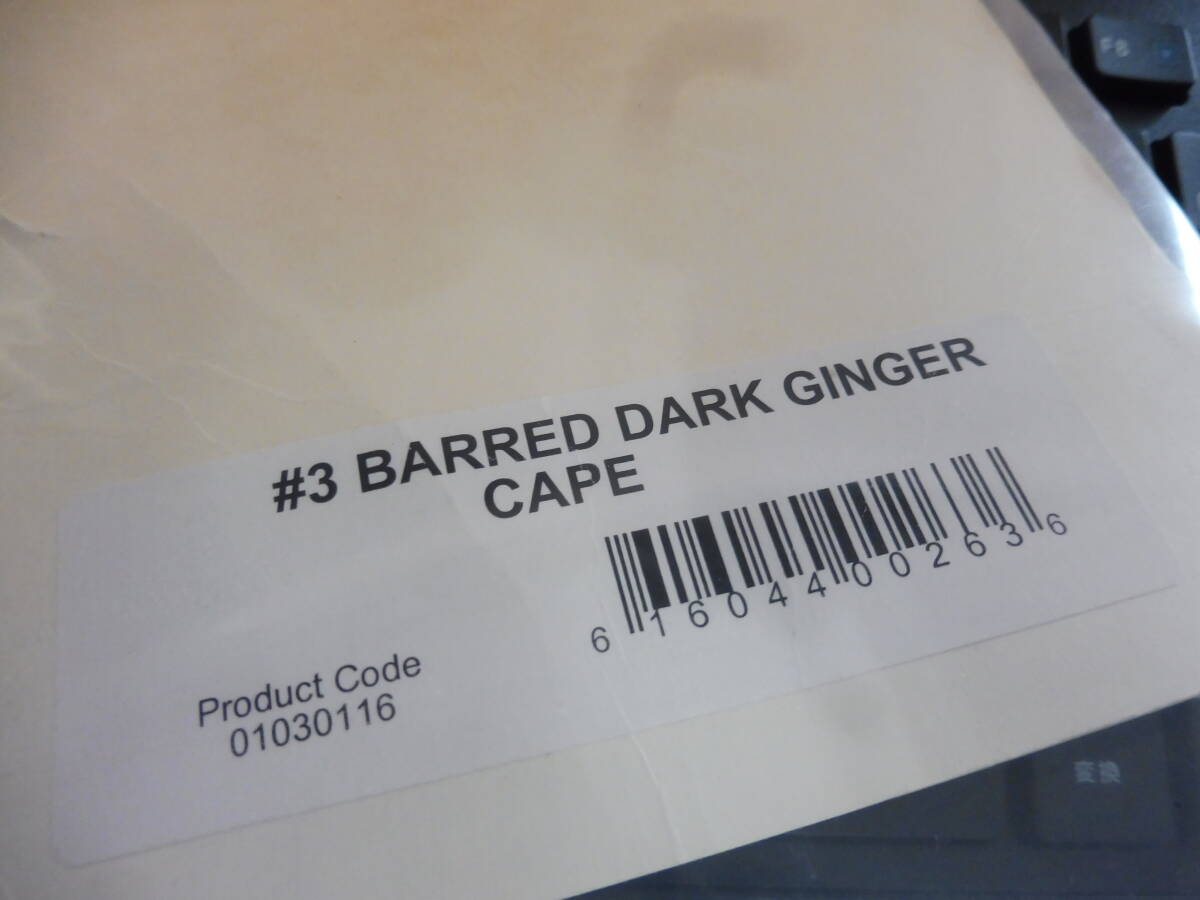 F8
#3 BARRED DARK GINGER
CAPE
6 16044 00263 6
Product Code
01030116
変換